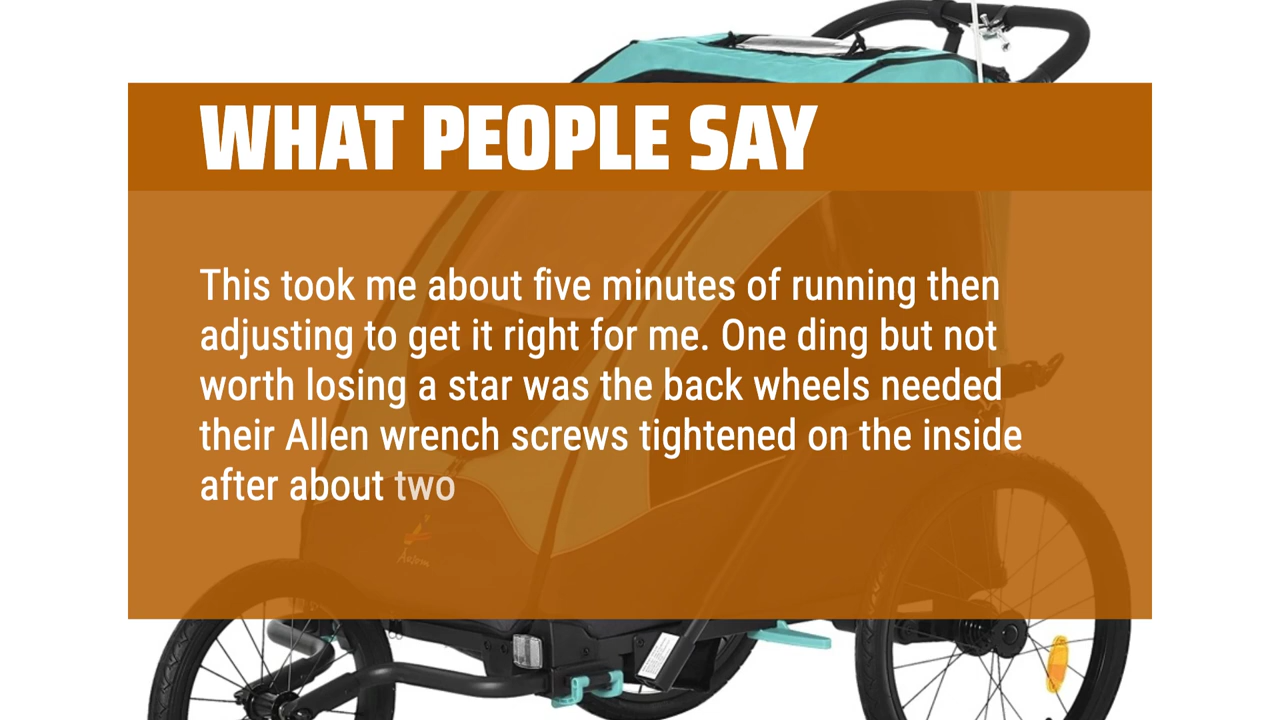 WHAT PEOPLE SAY
This took me about five minutes of running then
adjusting to get it right for me. One ding but not
worth losing a star was the back wheels needed
their Allen wrench screws tightened on the inside
after about two